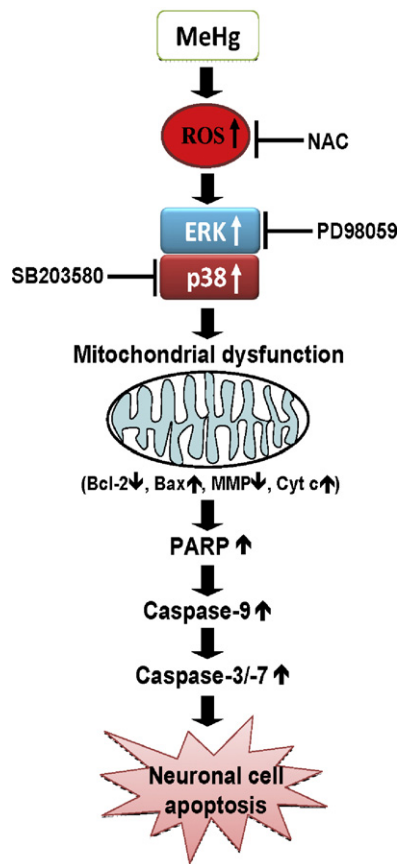 MeHg
ROS↑
NAC
ERK↑
PD98059
SB203580
p38↑
Mitochondrial dysfunction
(Bcl-2↓, Bax↑, MMP↓, Cyt c↑)
PARP↑
Caspase-9↑
Caspase-3/-7↑
Neuronal cell
apoptosis